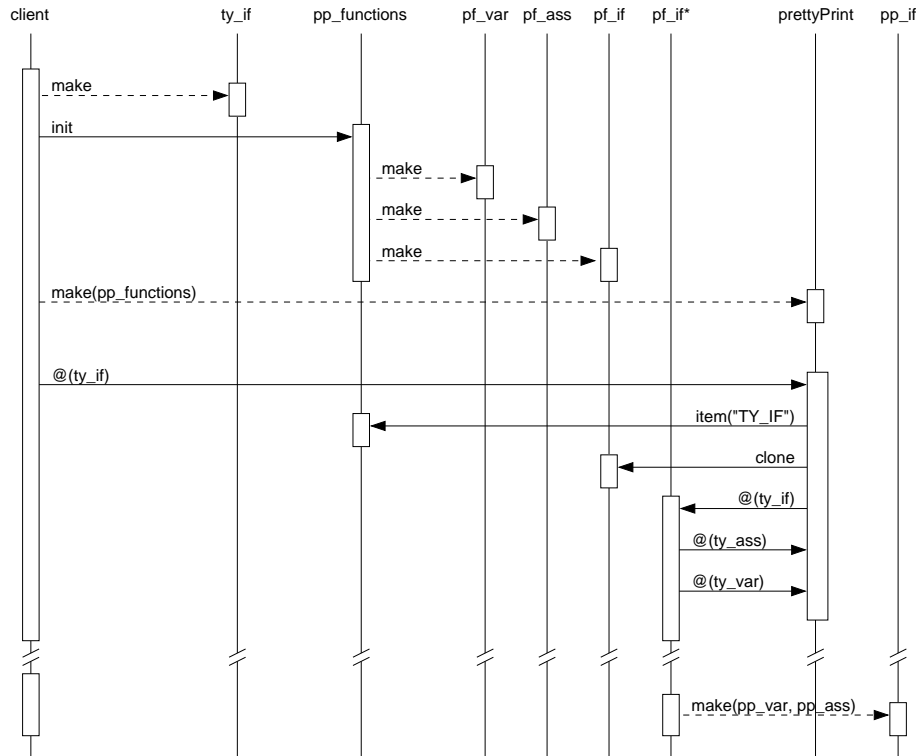 client ty_if pp_functions pf_var pf_ass pf_if pf_if* prettyPrint pp_if
make
init
make
make
make
make(pp_functions)
@(ty_if)
item("TY_IF")
clone
@(ty_if)
@(ty_ass)
@(ty_var)
make(pp_var, pp_ass)